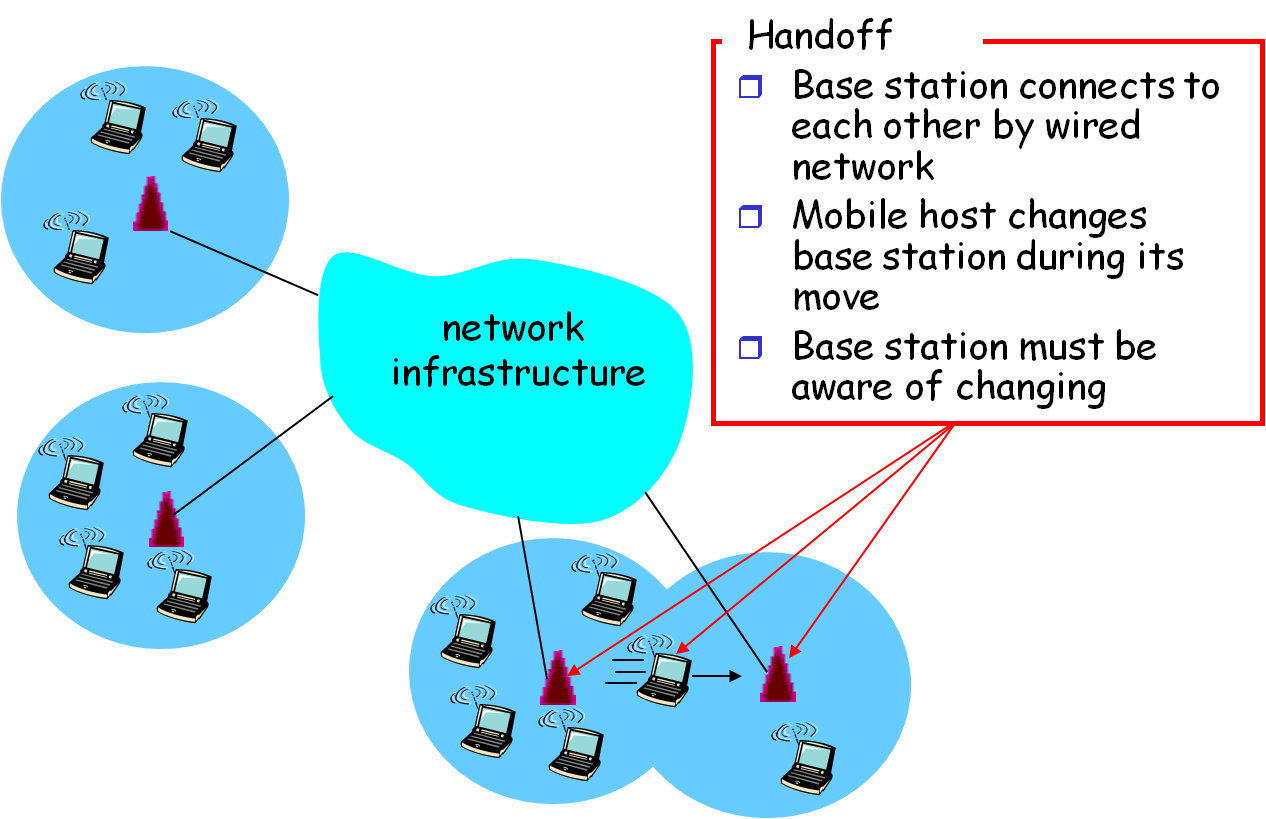 Handoff
Base station connects to
each other by wired
network
Mobile host changes
base station during its
move
Base station must be
aware of changing
network
infrastructure